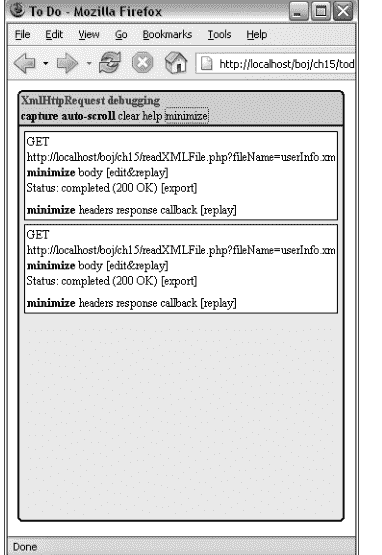 To Do - Mozilla Firefox
File Edit View Go Bookmarks Tools Help
http://localhost/boj/ch15/tod
XmlHttpRequest debugging
capture auto-scroll clear help minimize
GET
http://localhost/boj/ch15/readXMLFile.php?fileName=userInfo.xm
minimize body [edit&replay]
Status: completed (200 OK) [export]
minimize headers response callback [replay]
GET
http://localhost/boj/ch15/readXMLFile.php?fileName=userInfo.xm
minimize body [edit&replay]
Status: completed (200 OK) [export]
minimize headers response callback [replay]
Done